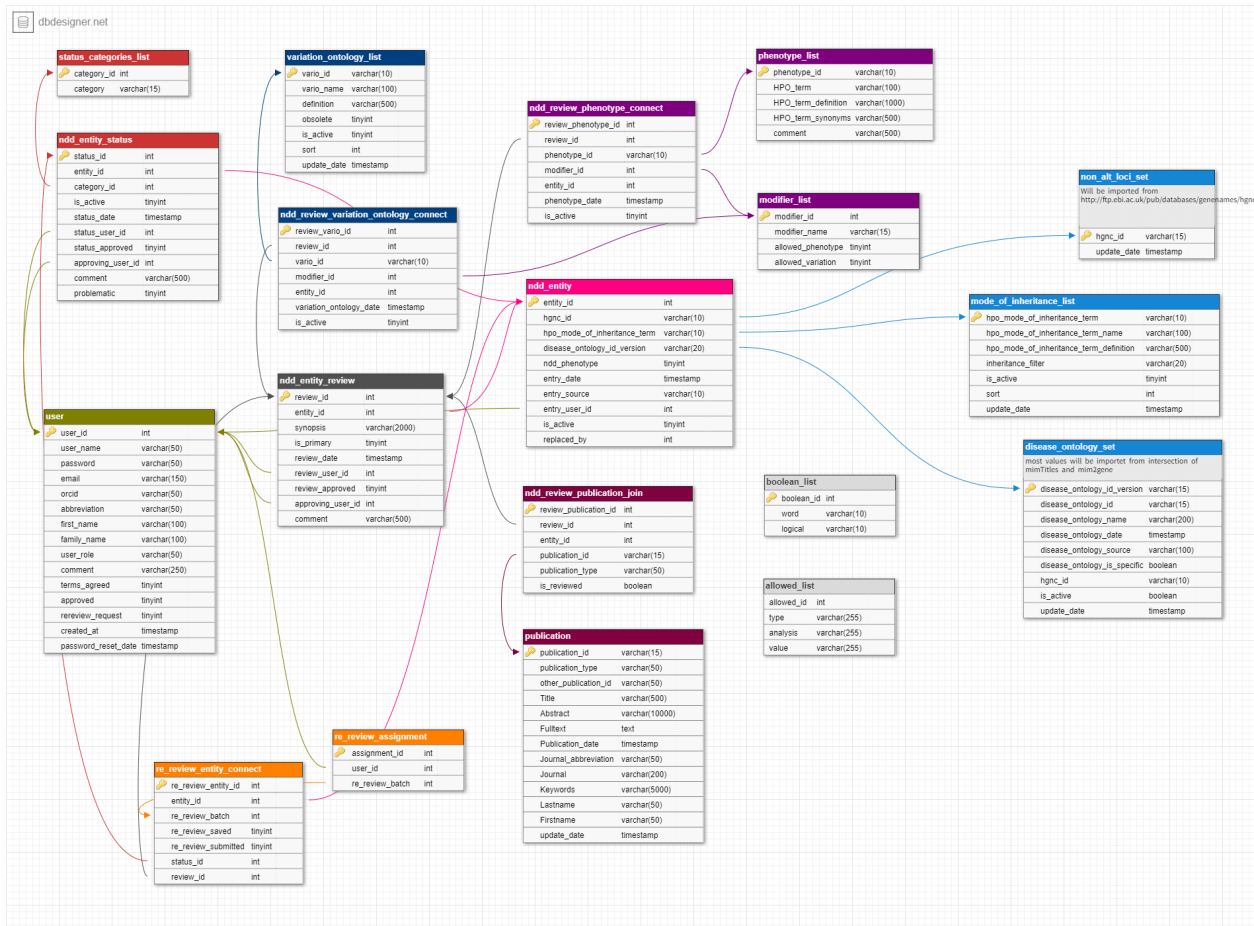 dbdesigner.net
status_categories_list
category_id int
category varchar(15)
ndd_entity_status
status_id int
entity_id int
category_id int
is_active tinyint
status_date timestamp
status_user_id int
status_approved tinyint
approving_user_id int
comment varchar(500)
problematic tinyint
user
user_id int
user_name varchar(50)
password varchar(50)
email varchar(150)
orcid varchar(50)
abbreviation varchar(50)
first_name varchar(100)
family_name varchar(100)
user_role varchar(50)
comment varchar(250)
terms_agreed tinyint
approved tinyint
rereview_request tinyint
created_at timestamp
password_reset_date timestamp
variation_ontology_list
vario_id varchar(10)
vario_name varchar(100)
definition varchar(500)
obsolete tinyint
is_active tinyint
sort int
update_date timestamp
ndd_review_variation_ontology_connect
review_vario_id int
review_id int
vario_id varchar(10)
modifier_id int
entity_id int
variation_ontology_date timestamp
is_active tinyint
ndd_entity_review
review_id int
entity_id int
synopsis varchar(2000)
is_primary tinyint
review_date timestamp
review_user_id int
review_approved tinyint
approving_user_id int
comment varchar(500)
re_review_assignment
assignment_id int
user_id int
re_review_batch int
re_review_entity_connect
re_review_entity_id int
entity_id int
re_review_batch int
re_review_saved tinyint
re_review_submitted tinyint
status_id int
review_id int
ndd_review_phenotype_connect
review_phenotype_id int
review_id int
phenotype_id varchar(10)
modifier_id int
entity_id int
phenotype_date timestamp
is_active tinyint
ndd_entity
entity_id int
hgnc_id varchar(10)
hpo_mode_of_inheritance_term varchar(10)
disease_ontology_id_version varchar(20)
ndd_phenotype tinyint
entry_date timestamp
entry_source varchar(10)
entry_user_id int
is_active tinyint
replaced_by int
ndd_review_publication_join
review_publication_id int
review_id int
entity_id int
publication_id varchar(15)
publication_type varchar(50)
is_reviewed boolean
publication
publication_id varchar(15)
publication_type varchar(50)
other_publication_id varchar(50)
Title varchar(500)
Abstract varchar(10000)
Fulltext text
Publication_date timestamp
Journal_abbreviation varchar(50)
Journal varchar(200)
Keywords varchar(5000)
Lastname varchar(50)
Firstname varchar(50)
update_date timestamp
phenotype_list
phenotype_id varchar(10)
HPO_term varchar(100)
HPO_term_definition varchar(1000)
HPO_term_synonyms varchar(500)
comment varchar(500)
modifier_list
modifier_id int
modifier_name varchar(15)
allowed_phenotype tinyint
allowed_variation tinyint
boolean_list
boolean_id int
word varchar(10)
logical varchar(10)
allowed_list
allowed_id int
type varchar(255)
analysis varchar(255)
value varchar(255)
non_alt_loci_set
Will be imported from
http://ftp.ebi.ac.uk/pub/databases/genenames/hgnc
hgnc_id varchar(15)
update_date timestamp
mode_of_inheritance_list
hpo_mode_of_inheritance_term varchar(10)
hpo_mode_of_inheritance_term_name varchar(100)
hpo_mode_of_inheritance_term_definition varchar(500)
inheritance_filter varchar(20)
is_active tinyint
sort int
update_date timestamp
disease_ontology_set
most values will be importet from intersection of
mimTitles and mim2gene
disease_ontology_id_version varchar(15)
disease_ontology_id varchar(15)
disease_ontology_name varchar(200)
disease_ontology_date timestamp
disease_ontology_source varchar(100)
disease_ontology_is_specific boolean
hgnc_id varchar(10)
is_active boolean
update_date timestamp